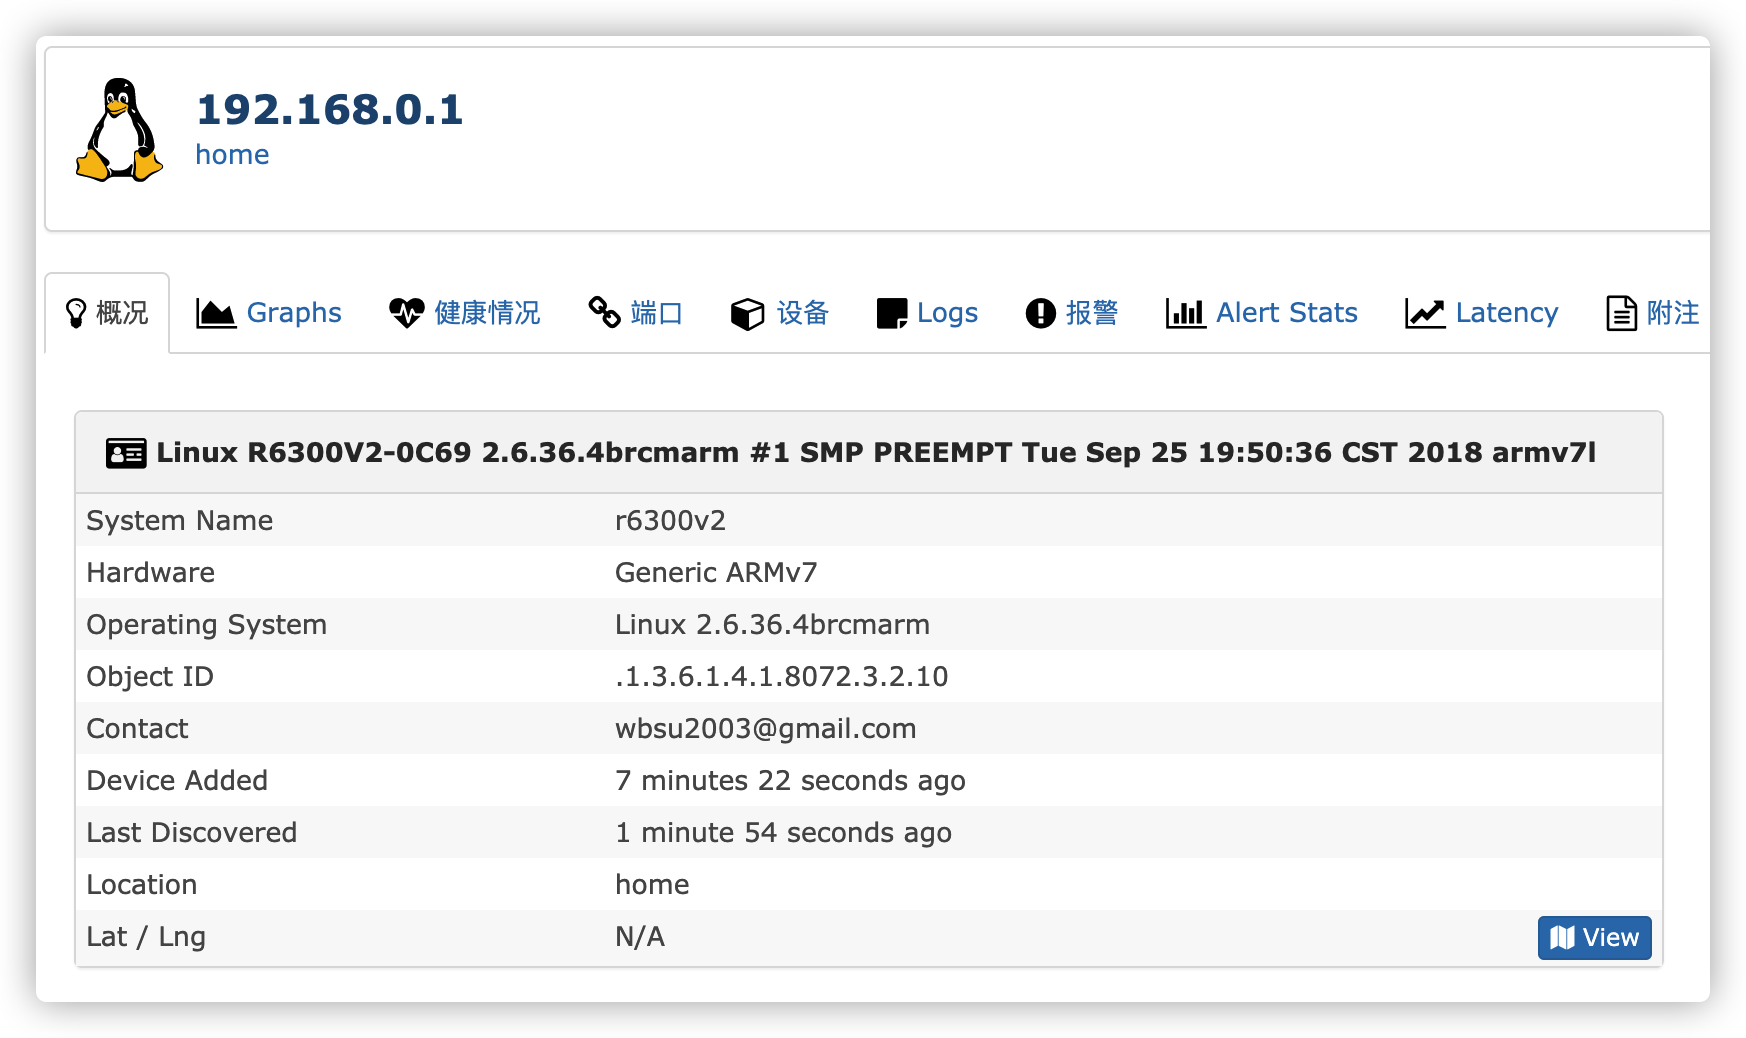 192.168.0.1
home
概况 Graphs 健康情况 端口 设备 Logs 报警 Alert Stats Latency 附注
Linux R6300V2-0C69 2.6.36.4brcmarm #1 SMP PREEMPT Tue Sep 25 19:50:36 CST 2018 armv7l
System Name r6300v2
Hardware Generic ARMv7
Operating System Linux 2.6.36.4brcmarm
Object ID .1.3.6.1.4.1.8072.3.2.10
Contact wbsu2003@gmail.com
Device Added 7 minutes 22 seconds ago
Last Discovered 1 minute 54 seconds ago
Location home
Lat / Lng N/A View